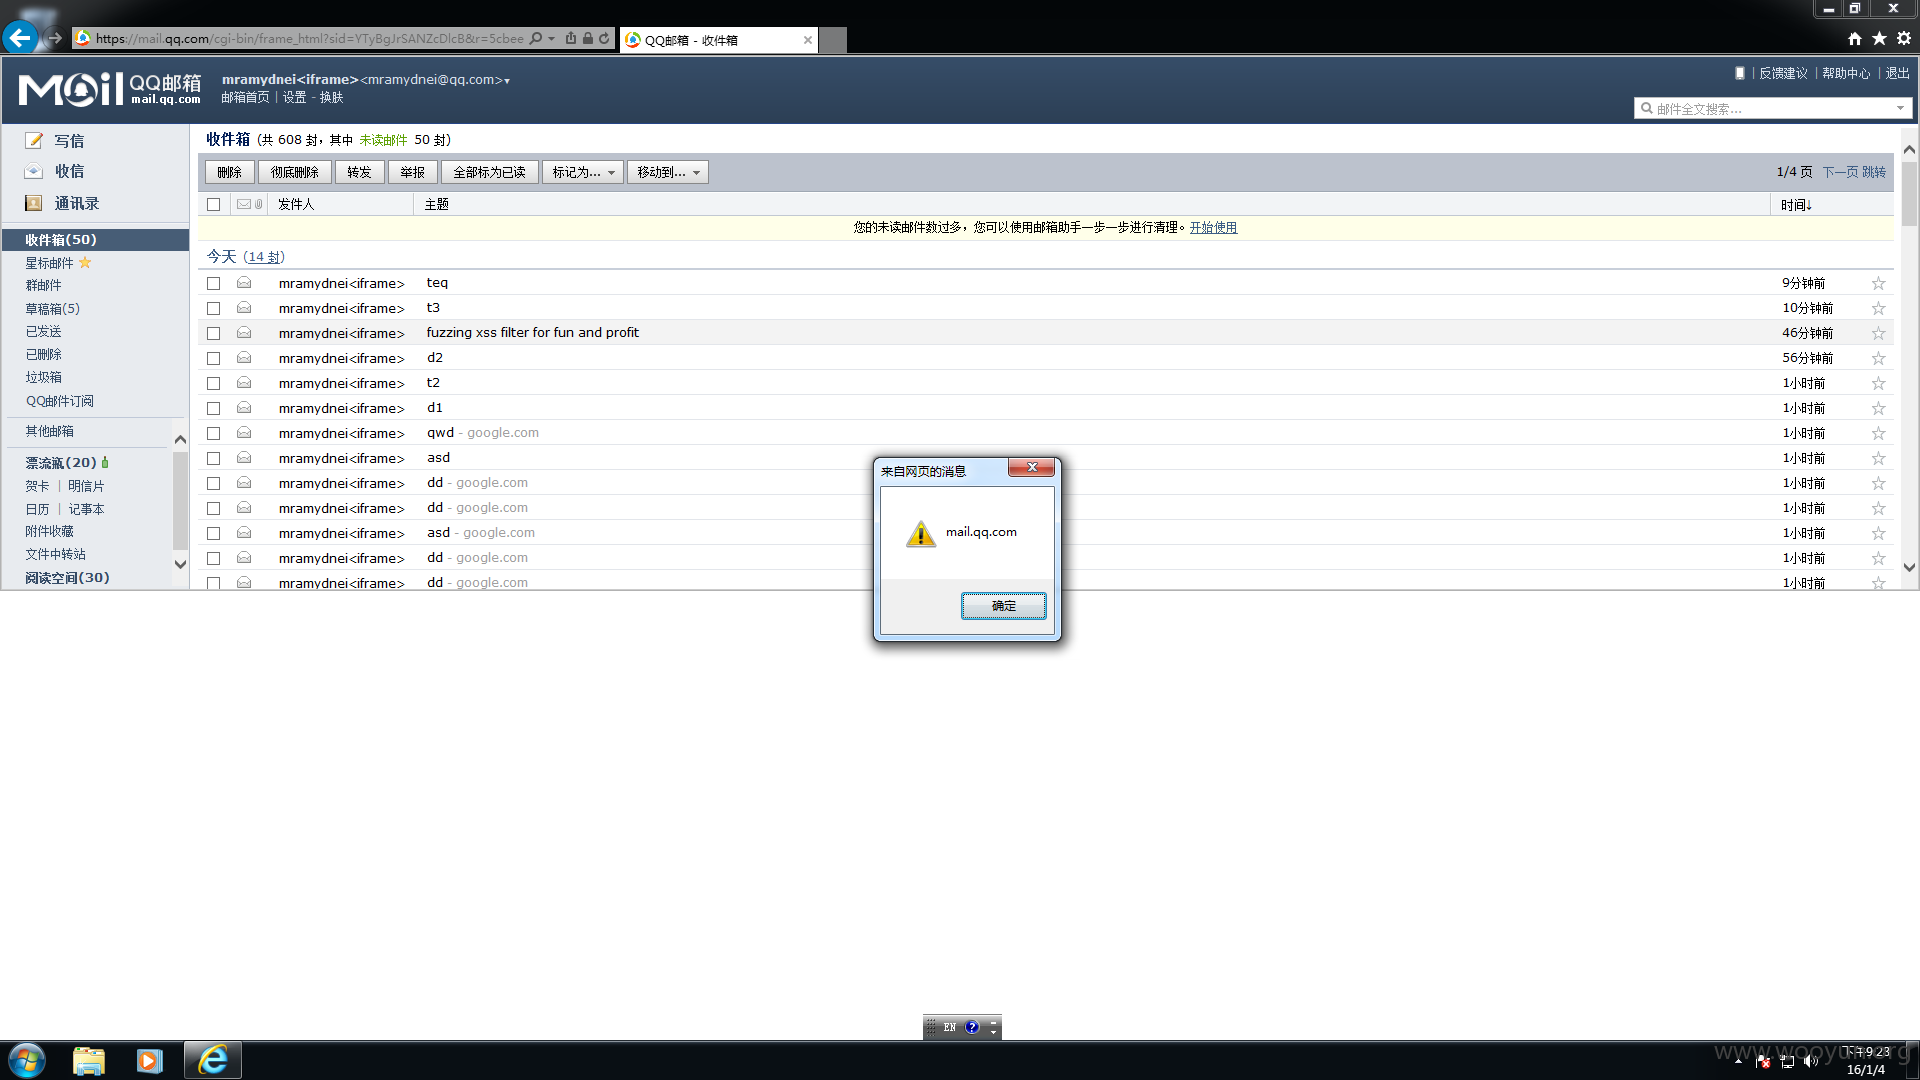 https://mail.qq.com/cgi-bin/frame_html?sid=YTyBgJrSANZcDlcB&r=5cbee
QQ邮箱 - 收件箱
Mail QQ邮箱
mail.qq.com
mramydnei<iframe><mramydnei@qq.com>
邮箱首页 | 设置 - 换肤
反馈建议 | 帮助中心 | 退出
邮件全文搜索...
写信
收信
通讯录
收件箱(50)
星标邮件
群邮件
草稿箱(5)
已发送
已删除
垃圾箱
QQ邮件订阅
其他邮箱
漂流瓶(20)
贺卡 | 明信片
日历 | 记事本
附件收藏
文件中转站
阅读空间(30)
收件箱 (共 608 封，其中 未读邮件 50 封)
删除 彻底删除 转发 举报 全部标为已读 标记为... 移动到... 1/4 页 下一页 跳转
发件人 主题 时间↓
您的未读邮件数过多，您可以使用邮箱助手一步一步进行清理。开始使用
今天 (14 封)
mramydnei<iframe> teq 9分钟前
mramydnei<iframe> t3 10分钟前
mramydnei<iframe> fuzzing xss filter for fun and profit 46分钟前
mramydnei<iframe> d2 56分钟前
mramydnei<iframe> t2 1小时前
mramydnei<iframe> d1 1小时前
mramydnei<iframe> qwd - google.com 1小时前
mramydnei<iframe> asd 1小时前
mramydnei<iframe> dd - google.com 1小时前
mramydnei<iframe> dd - google.com 1小时前
mramydnei<iframe> asd - google.com 1小时前
mramydnei<iframe> dd - google.com 1小时前
mramydnei<iframe> dd - google.com 1小时前
来自网页的消息
mail.qq.com
确定
EN
www.wooyun.org
下午9:23
16/1/4